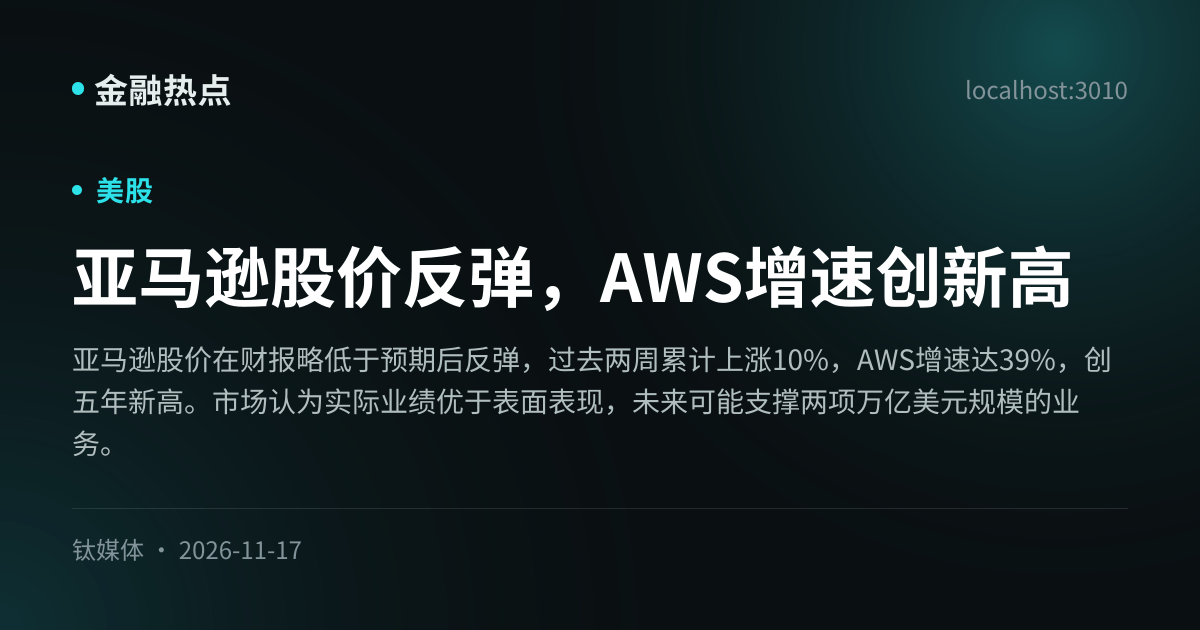 金融热点
localhost:3010
美股
亚马逊股价反弹，AWS增速创新高
亚马逊股价在财报略低于预期后反弹，过去两周累计上涨10%，AWS增速达39%，创
五年新高。市场认为实际业绩优于表面表现，未来可能支撑两项万亿美元规模的业
务。
钛媒体 · 2026-11-17